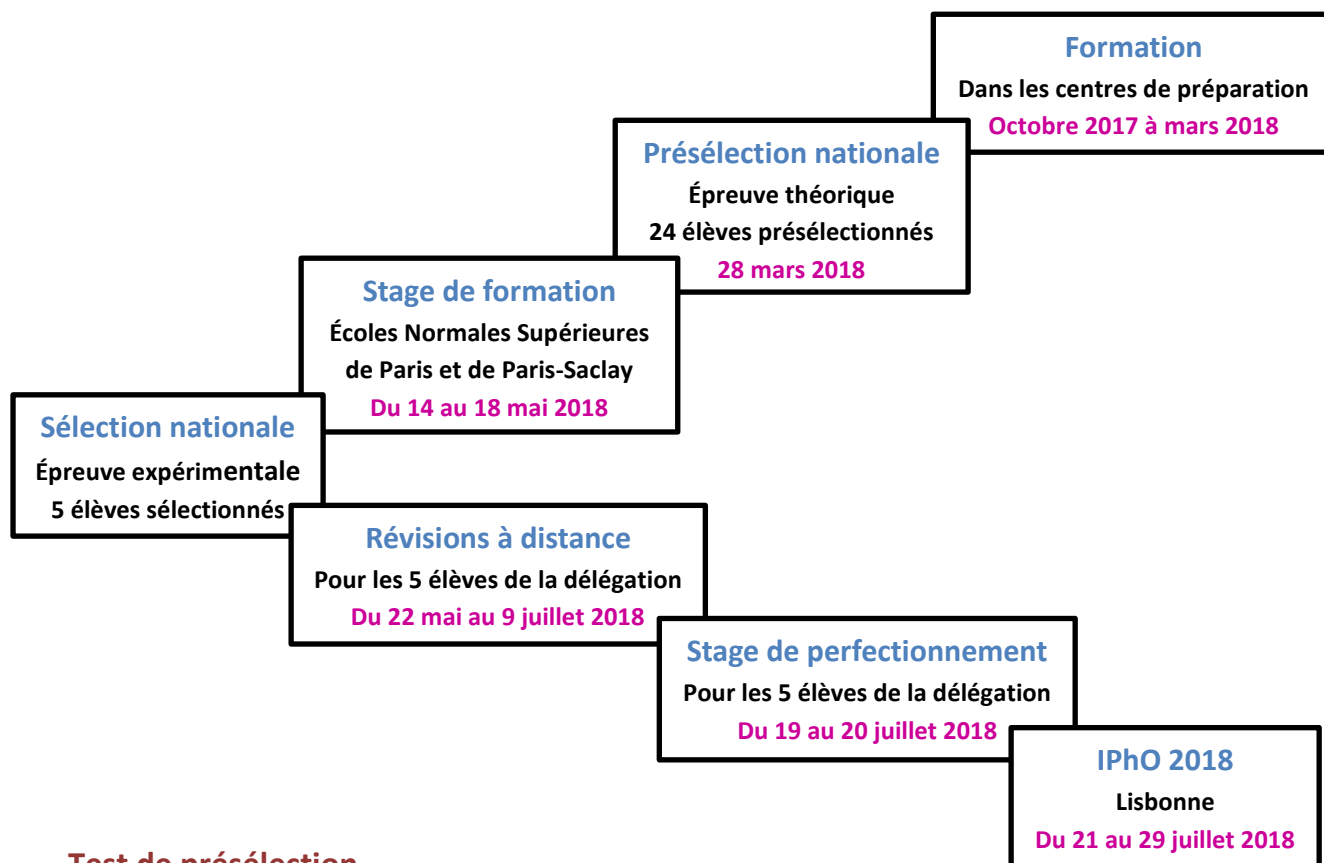 Formation
Dans les centres de préparation
Octobre 2017 à mars 2018
Présélection nationale
Épreuve théorique
24 élèves présélectionnés
28 mars 2018
Stage de formation
Écoles Normales Supérieures
de Paris et de Paris-Saclay
Du 14 au 18 mai 2018
Sélection nationale
Épreuve expérimentale
5 élèves sélectionnés
Révisions à distance
Pour les 5 élèves de la délégation
Du 22 mai au 9 juillet 2018
Stage de perfectionnement
Pour les 5 élèves de la délégation
Du 19 au 20 juillet 2018
IPhO 2018
Lisbonne
Du 21 au 29 juillet 2018
Test de présélection